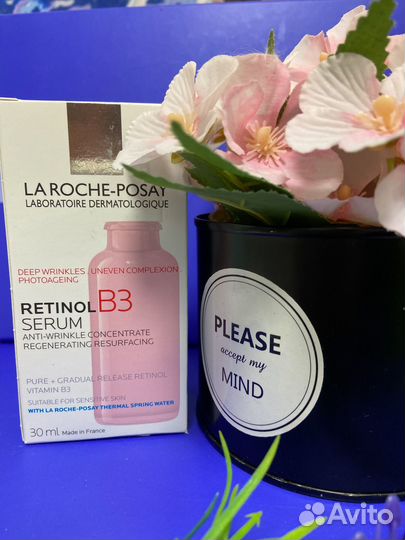 LA ROCHE-POSAY
LABORATOIRE DERMATOLOGIQUE
DEEP WRINKLES, UNEVEN COMPLEXION,
PHOTOAGEING
RETINOL B3
SERUM
ANTI-WRINKLE CONCENTRATE
REGENERATING RESURFACING
PURE + GRADUAL RELEASE RETINOL
VITAMIN B3
SUITABLE FOR SENSITIVE SKIN
WITH LA ROCHE-POSAY THERMAL SPRING WATER
30 ml Made in France
PLEASE
accept my
MIND
Avito